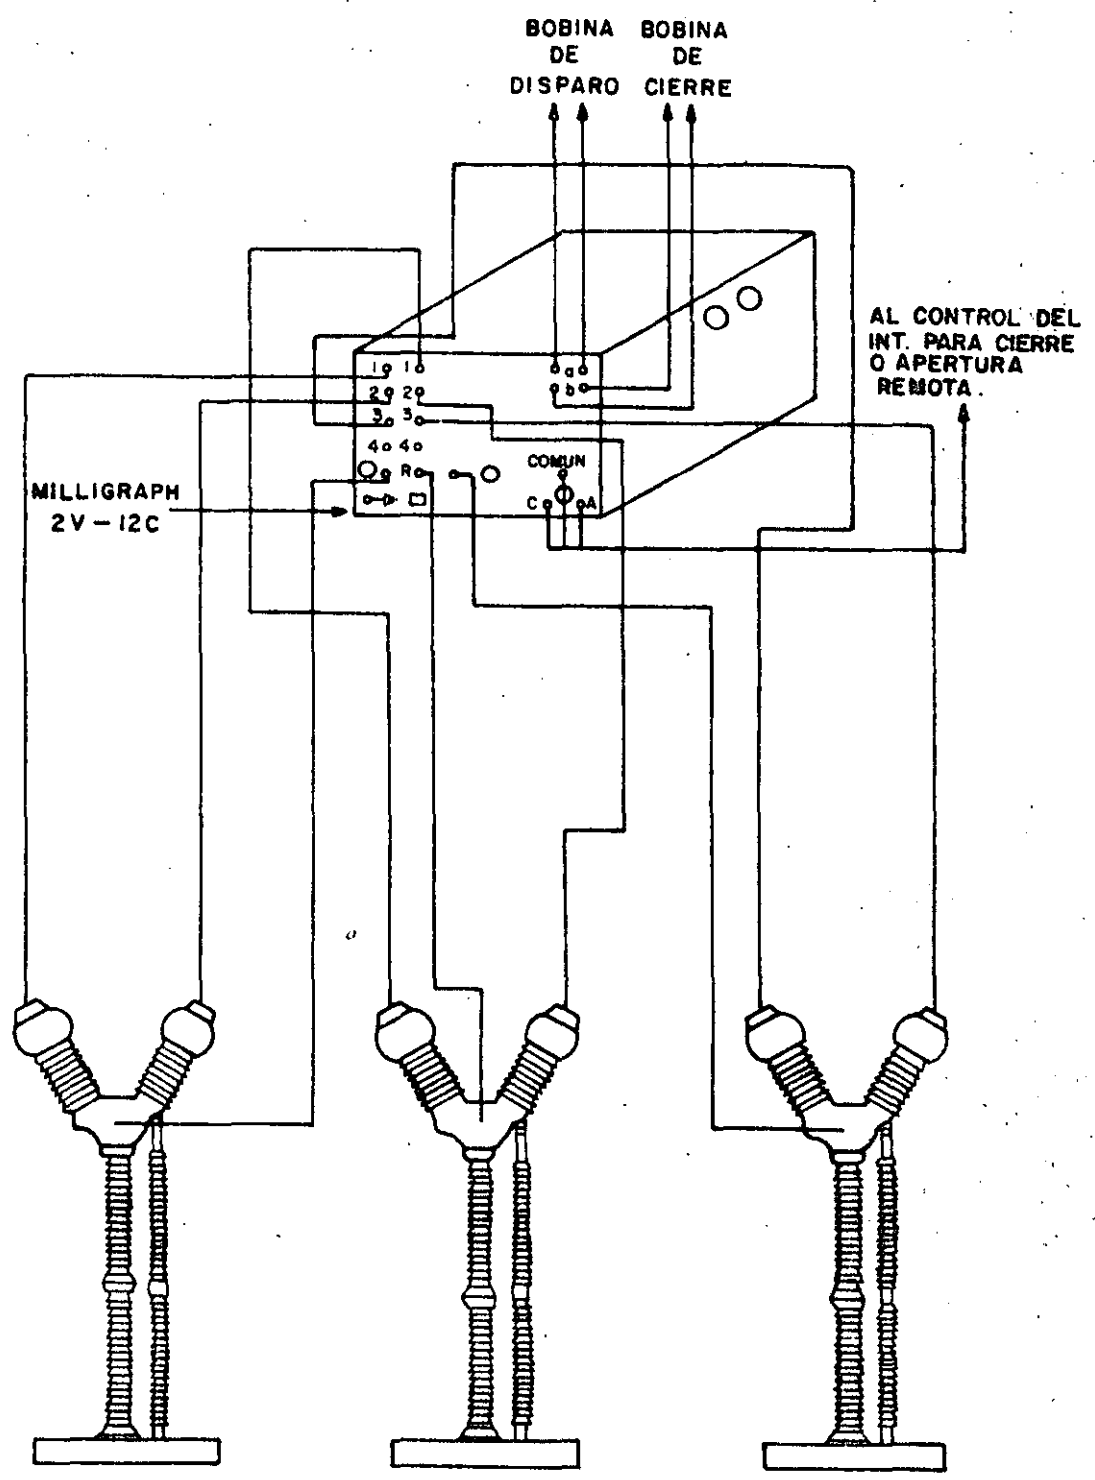 BOBINA BOBINA
DE DE
DISPARO CIERRE
AL CONTROL DEL
INT. PARA CIERRE
O APERTURA
REMOTA.
1 1 a
2 2 b
3 3
4 4
R COMUN
C A
MILLIGRAPH
2V-12C